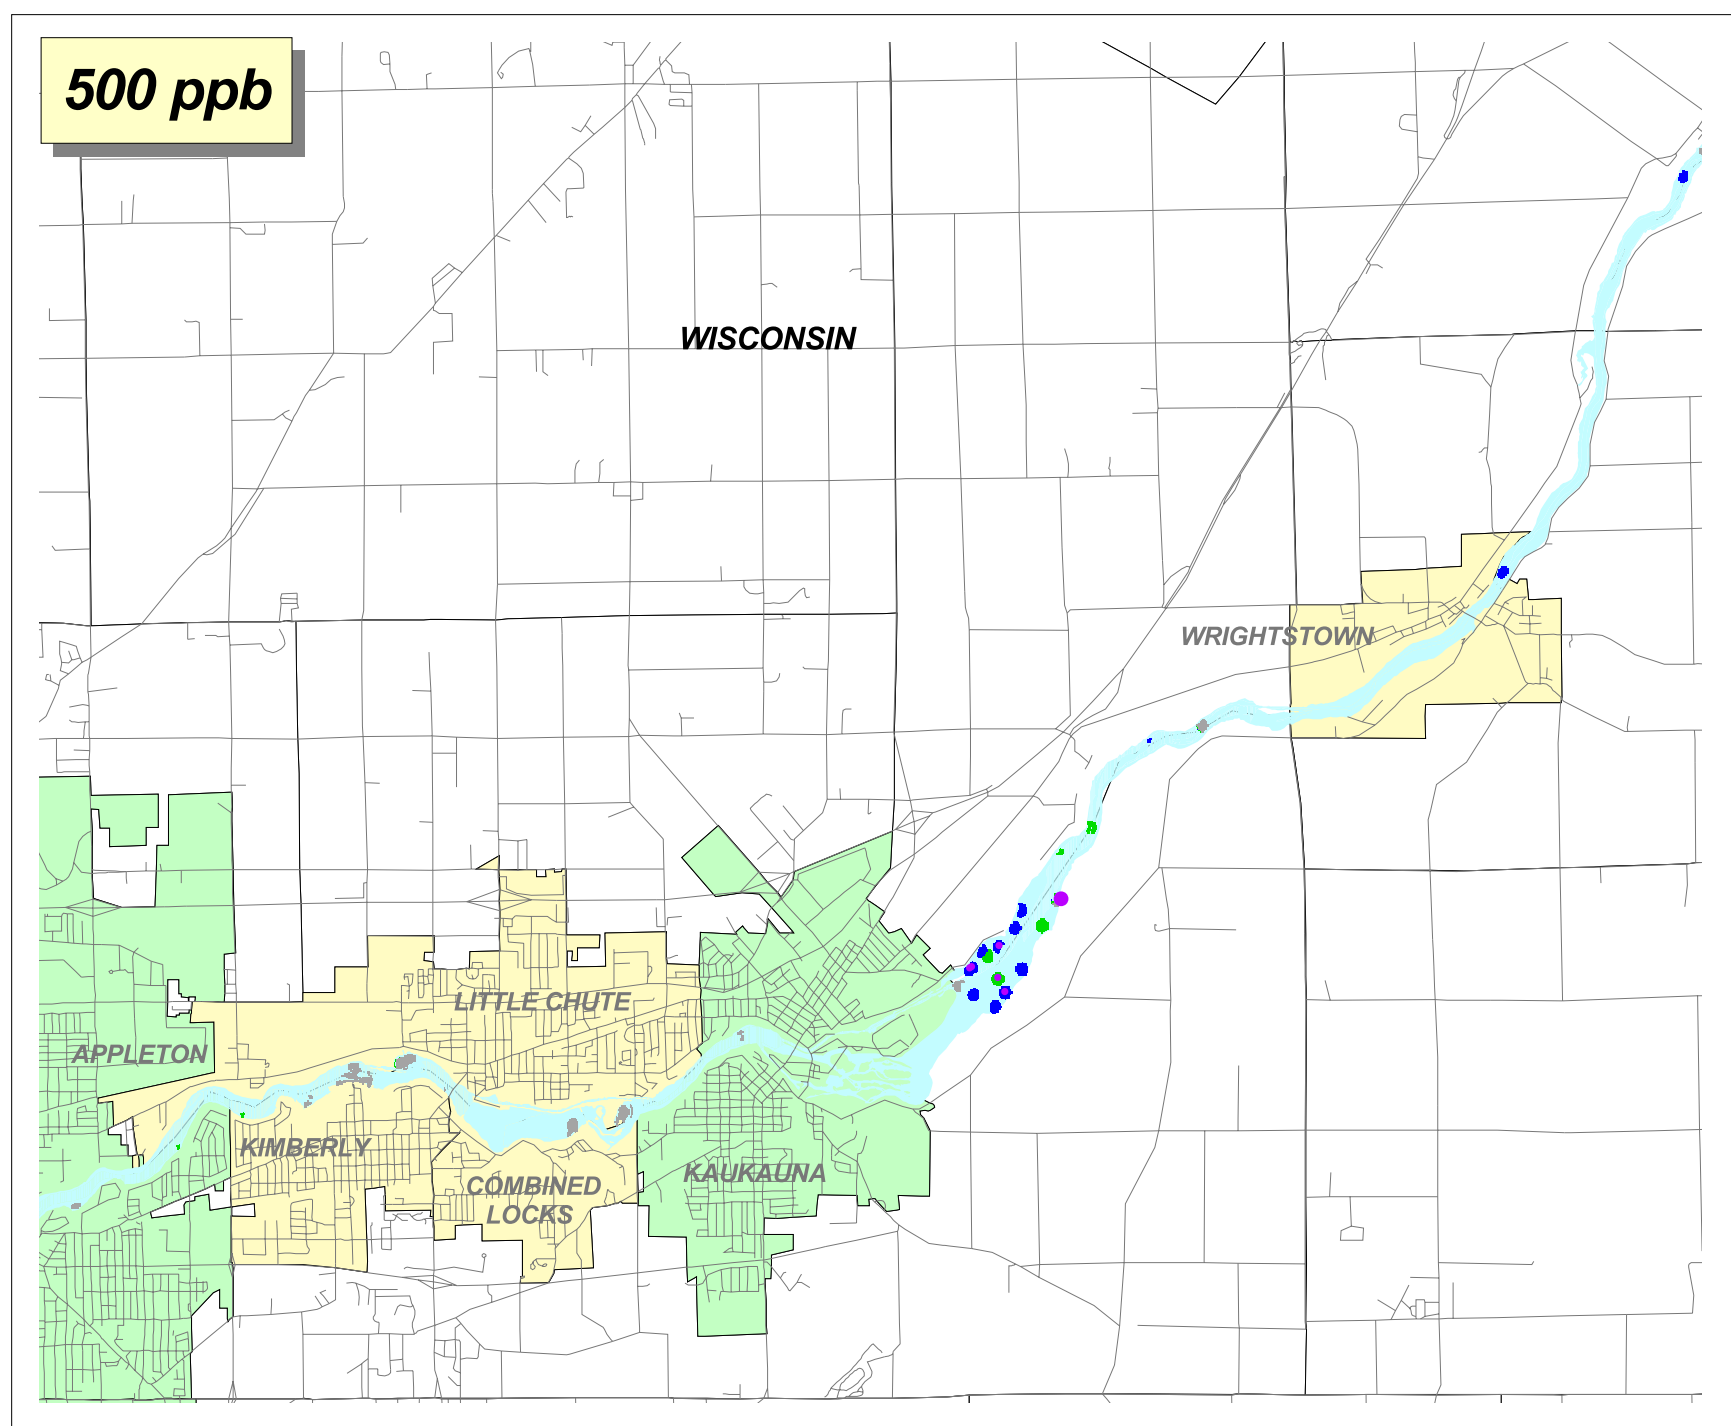 500 ppb
WISCONSIN
WRIGHTSTOWN
LITTLE CHUTE
APPLETON
KIMBERLY
KAUKAUNA
COMBINED
LOCKS